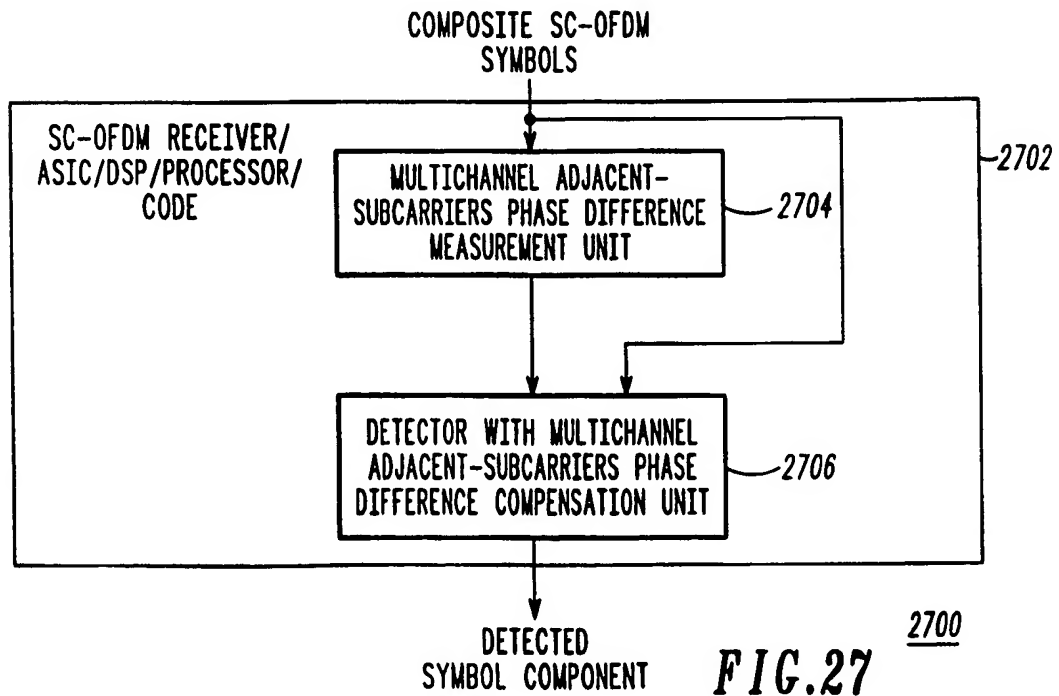 COMPOSITE SC-OFDM
SYMBOLS
SC-OFDM RECEIVER/
ASIC/DSP/PROCESSOR/
CODE
2702
MULTICHANNEL ADJACENT-
SUBCARRIERS PHASE DIFFERENCE
MEASUREMENT UNIT
2704
DETECTOR WITH MULTICHANNEL
ADJACENT-SUBCARRIERS PHASE
DIFFERENCE COMPENSATION UNIT
2706
DETECTED
SYMBOL COMPONENT
2700
FIG.27